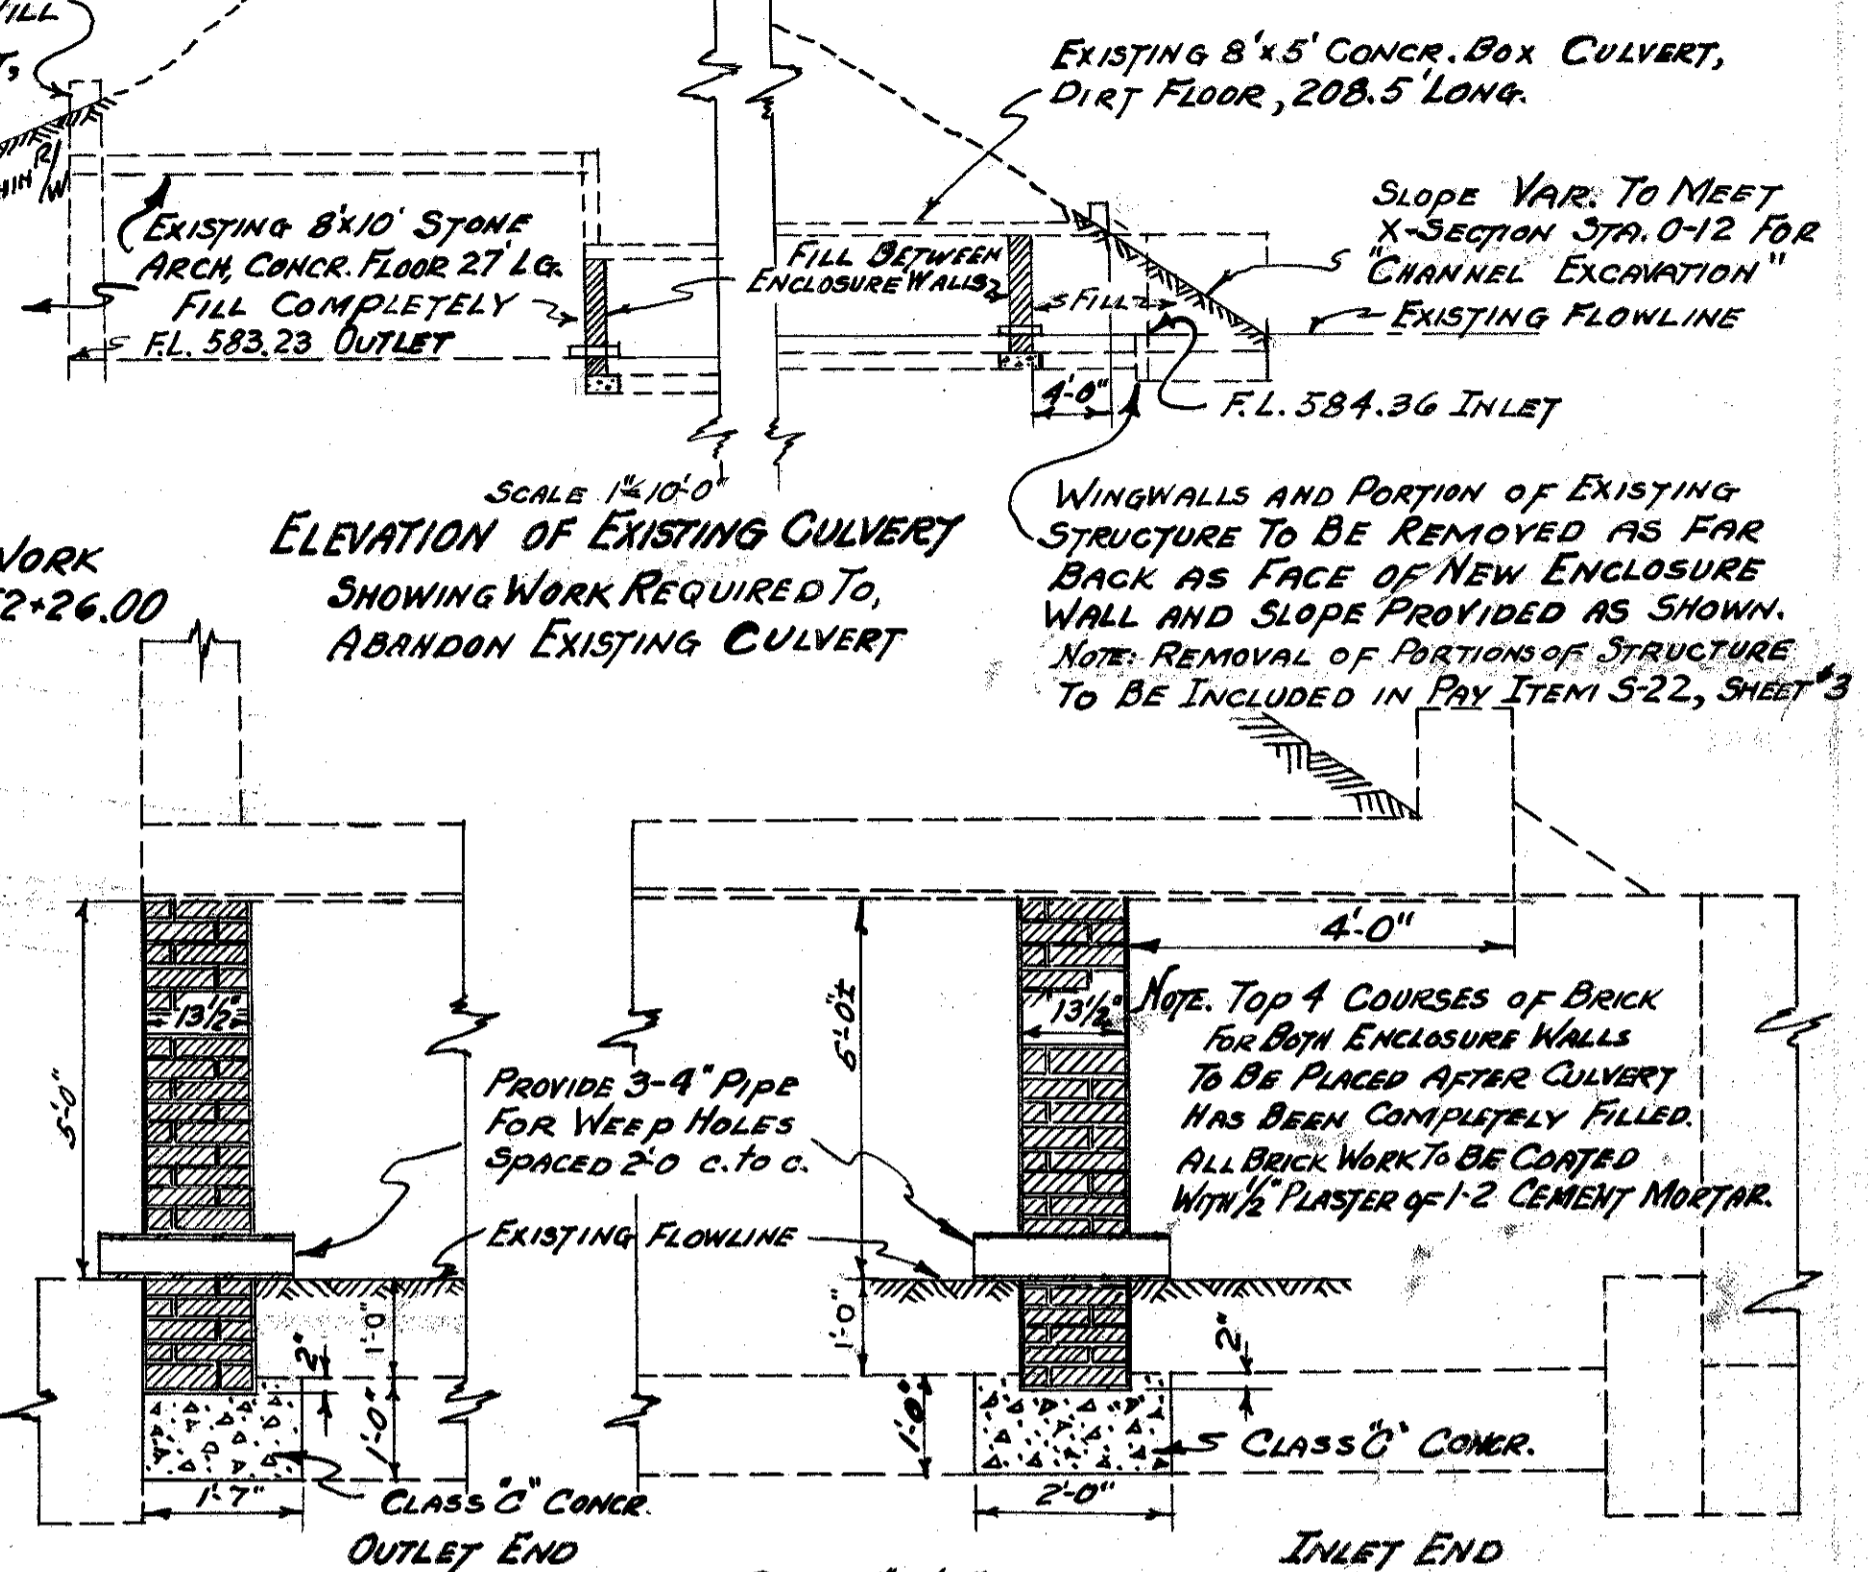 FILL
EXISTING 8'x5' CONCR. BOX CULVERT,
DIRT FLOOR, 208.5' LONG.
R/W
EXISTING 8'x10' STONE
ARCH, CONCR. FLOOR 27' LG.
FILL COMPLETELY
F.L. 583.23 OUTLET
FILL BETWEEN
ENCLOSURE WALLS
FILL
SLOPE VAR. TO MEET
X-SECTION STA. 0-12 FOR
"CHANNEL EXCAVATION"
EXISTING FLOWLINE
4'-0"
F.L. 584.36 INLET
SCALE 1"=10'-0"
ELEVATION OF EXISTING CULVERT
SHOWING WORK REQUIRED TO,
ABANDON EXISTING CULVERT
WORK
2+26.00
WINGWALLS AND PORTION OF EXISTING
STRUCTURE TO BE REMOVED AS FAR
BACK AS FACE OF NEW ENCLOSURE
WALL AND SLOPE PROVIDED AS SHOWN.
NOTE: REMOVAL OF PORTIONS OF STRUCTURE
TO BE INCLUDED IN PAY ITEM S-22, SHEET #3
4'-0"
5'-0"
13½"
13½"
NOTE. TOP 4 COURSES OF BRICK
FOR BOTH ENCLOSURE WALLS
TO BE PLACED AFTER CULVERT
HAS BEEN COMPLETELY FILLED.
ALL BRICK WORK TO BE COATED
WITH ½" PLASTER OF 1-2 CEMENT MORTAR.
PROVIDE 3-4" PIPE
FOR WEEP HOLES
SPACED 2'-0 C. TO C.
EXISTING FLOWLINE
1'-0"
2"
1'-0"
1'-7"
CLASS "C" CONCR.
OUTLET END
1'-0"
1'-0"
2"
2'-0"
CLASS "C" CONCR.
INLET END